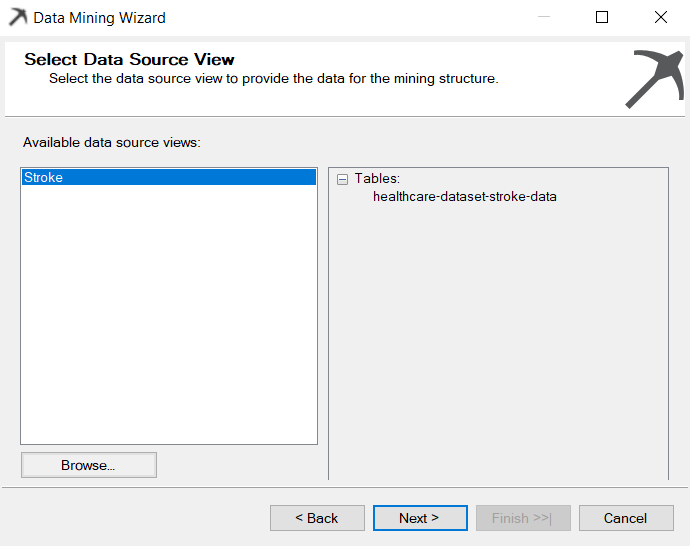 Data Mining Wizard
Select Data Source View
Select the data source view to provide the data for the mining structure.
Available data source views:
Stroke
Tables:
healthcare-dataset-stroke-data
Browse...
< Back
Next >
Finish >>|
Cancel